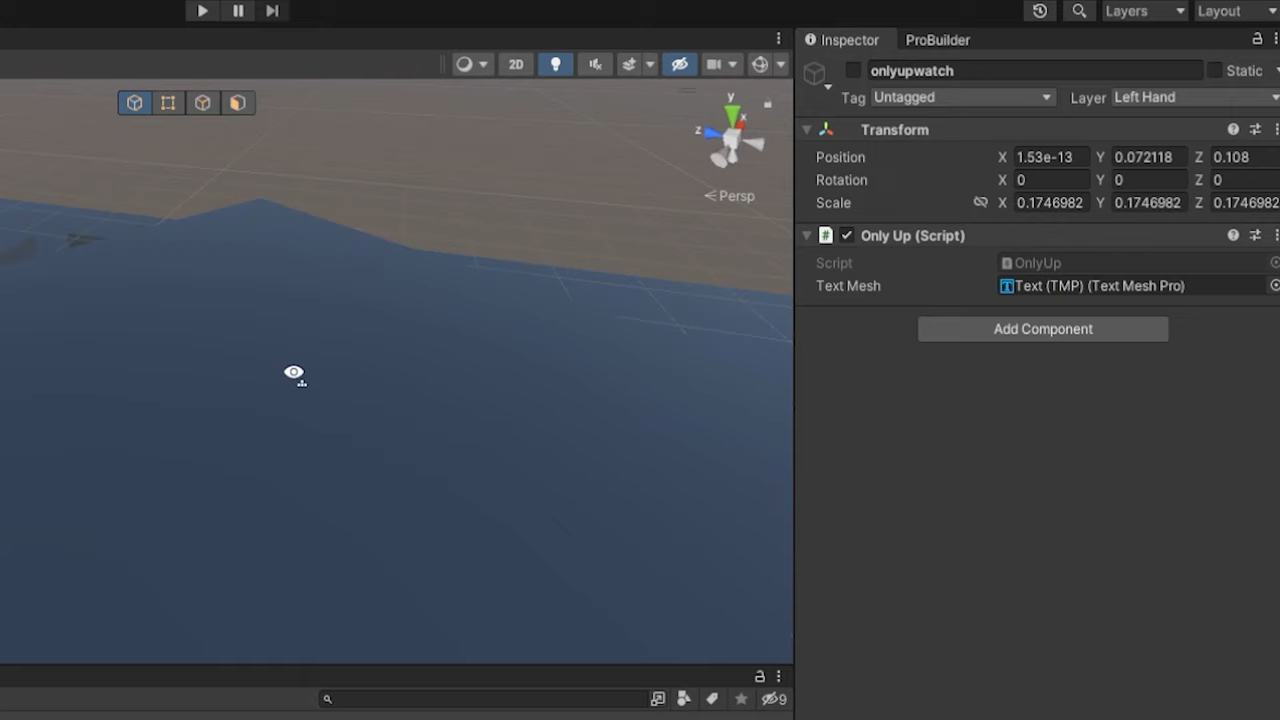 Layers
Layout
Inspector
ProBuilder
2D
onlyupwatch
Static
Tag
Untagged
Layer
Left Hand
y
x
z
Persp
Transform
Position
X 1.53e-13 Y 0.072118 Z 0.108
Rotation
X 0 Y 0 Z 0
Scale
X 0.1746982 Y 0.1746982 Z 0.1746982
# Only Up (Script)
Script
OnlyUp
Text Mesh
Text (TMP) (Text Mesh Pro)
Add Component
9